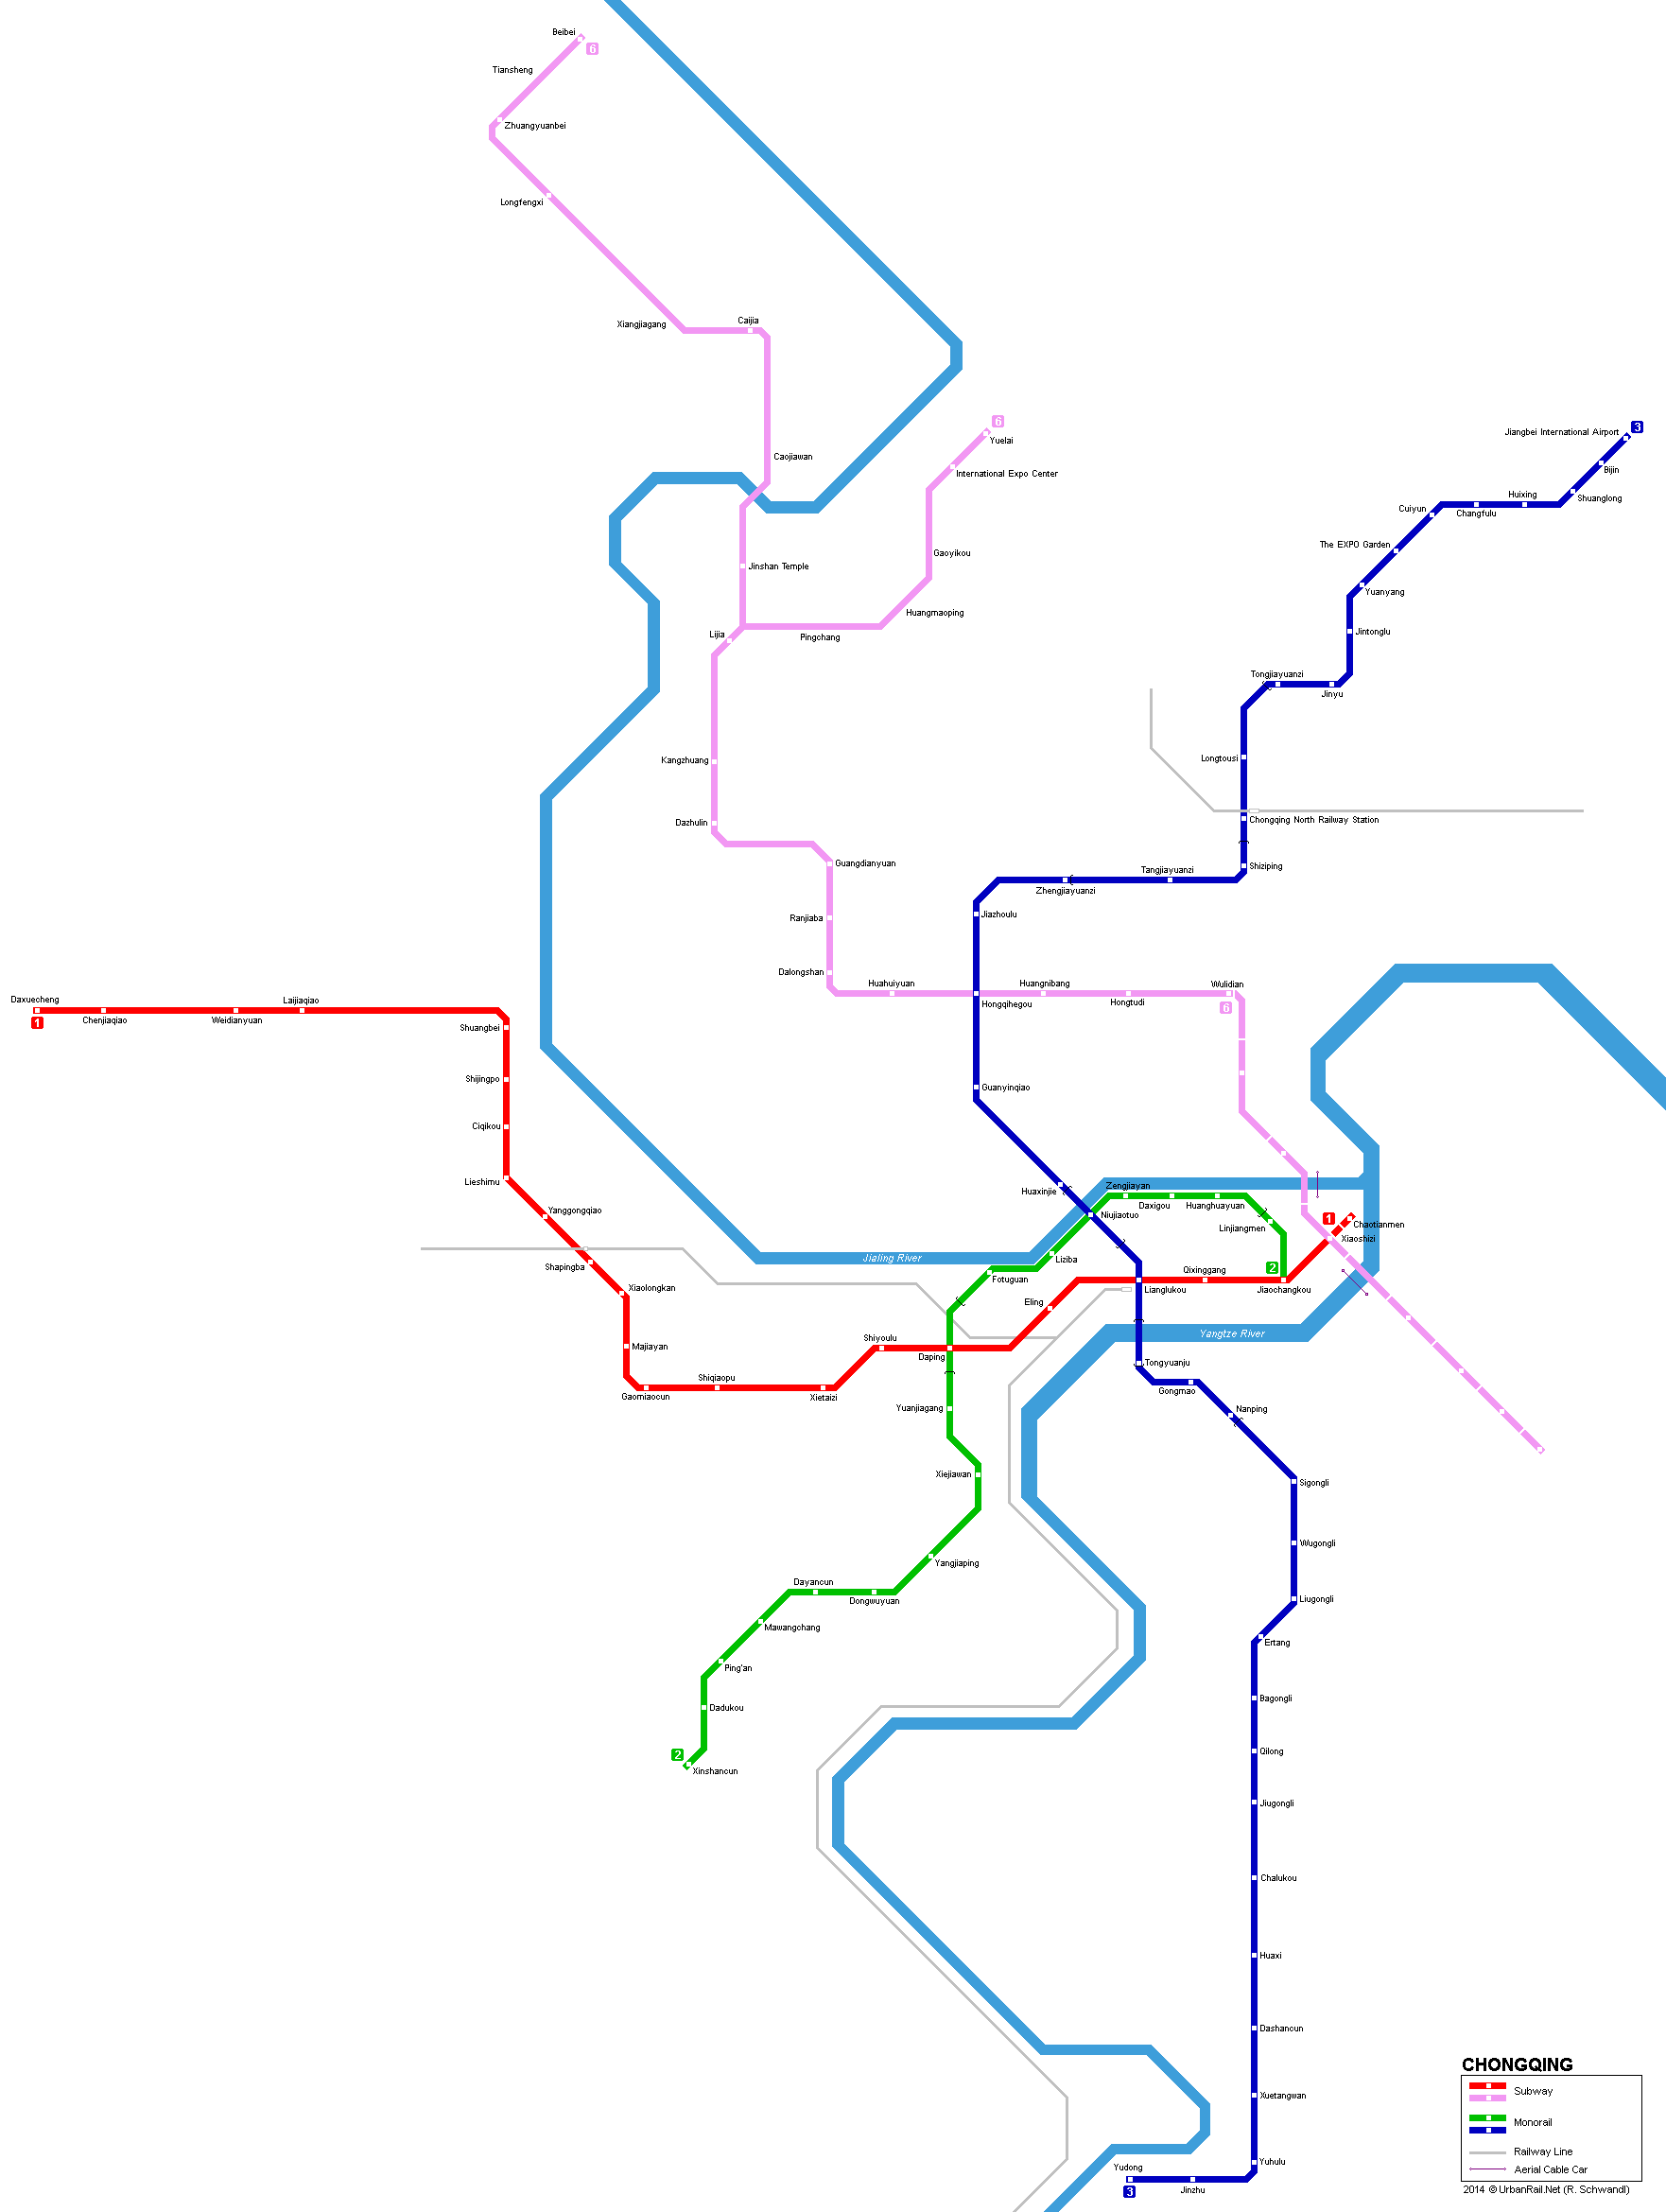 Beibei
6
Tiansheng
Zhuangyuanbei
Longfengxi
Xiangjiagang
Caijia
6
Yuelai
Caojiawan
International Expo Center
Gaoyikou
Jinshan Temple
Huangmaoping
Lijia
Pingchang
3
Jiangbei International Airport
Bijin
Shuanglong
Huixing
Changfulu
Cuiyun
The EXPO Garden
Yuanyang
Jintonglu
Tongjiayuanzi
Jinyu
Longtousi
Chongqing North Railway Station
Shiziping
Kangzhuang
Dazhulin
Guangdianyuan
Tangjiayuanzi
Zhengjiayuanzi
Ranjiaba
Jiazhoulu
Dalongshan
Huahuiyuan
Huangnibang
Wulidian
Hongqihegou
Hongtudi
6
Daxuecheng
1
Chenjiaqiao
Weidianyuan
Laijiaqiao
Shuangbei
Shijingpo
Ciqikou
Lieshimu
Guanyinqiao
Yanggongqiao
Shapingba
Xiaolongkan
Majiayan
Gaomiaocun
Shiqiaopu
Xietaizi
Shiyoulu
Daping
Huaxinjie
Zengjiayan
Daxigou
Huanghuayuan
Niujiaotuo
Linjiangmen
1
Chaotianmen
Xiaoshizi
Jialing River
Liziba
Fotuguan
2
Qixinggang
Jiaochangkou
Lianglukou
Eling
Yangtze River
Tongyuanju
Gongmao
Nanping
Yuanjiagang
Xiejiawan
Yangjiaping
Dayancun
Dongwuyuan
Mawangchang
Ping'an
Dadukou
2
Xinshancun
Sigongli
Wugongli
Liugongli
Ertang
Bagongli
Qilong
Jiugongli
Chalukou
Huaxi
Dashancun
Xuetangwan
Yuhulu
Yudong
3
Jinzhu
CHONGQING
Subway
Monorail
Railway Line
Aerial Cable Car
2014 © UrbanRail.Net (R. Schwandl)